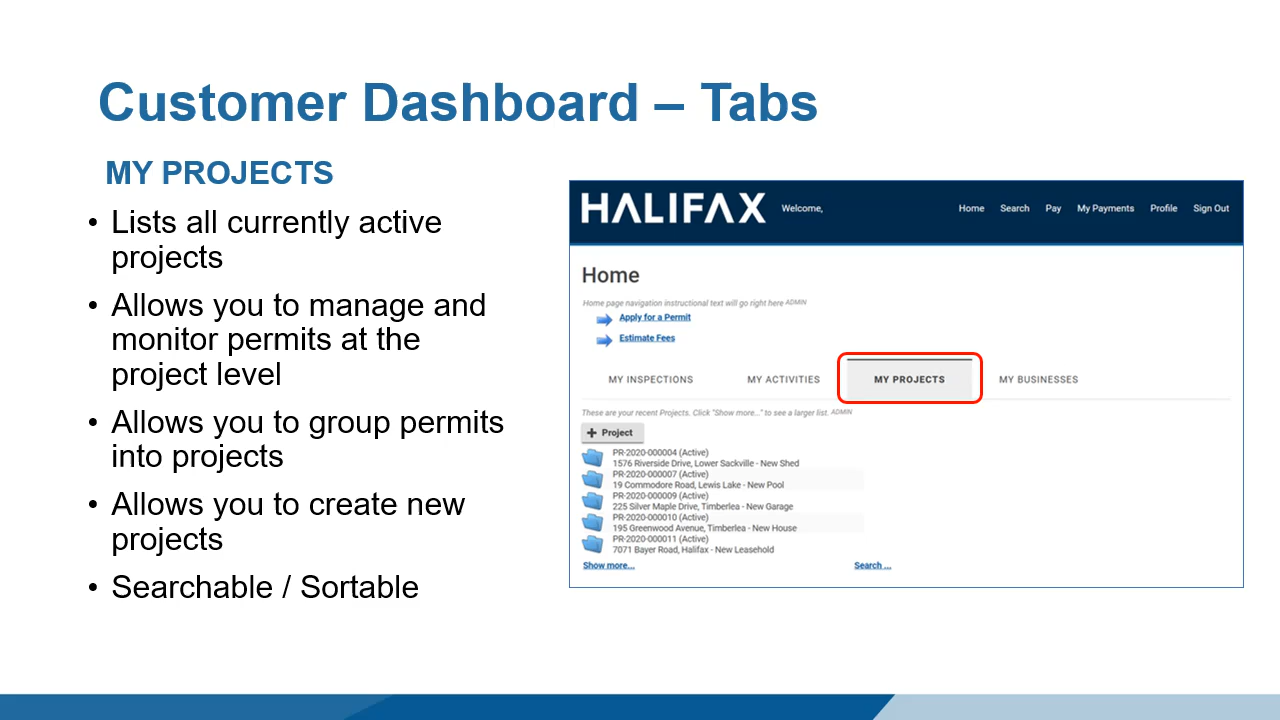 Customer Dashboard – Tabs
MY PROJECTS
• Lists all currently active
projects
• Allows you to manage and
monitor permits at the
project level
• Allows you to group permits
into projects
• Allows you to create new
projects
• Searchable / Sortable
HALIFAX Welcome, Home Search Pay My Payments Profile Sign Out
Home
Home page navigation instructional text will go right here ADMIN
Apply for a Permit
Estimate Fees
MY INSPECTIONS MY ACTIVITIES MY PROJECTS MY BUSINESSES
These are your recent Projects. Click "Show more..." to see a larger list. ADMIN
+ Project
PR-2020-000004 (Active)
1576 Riverside Drive, Lower Sackville - New Shed
PR-2020-000007 (Active)
19 Commodore Road, Lewis Lake - New Pool
PR-2020-000009 (Active)
225 Silver Maple Drive, Timberlea - New Garage
PR-2020-000010 (Active)
195 Greenwood Avenue, Timberlea - New House
PR-2020-000011 (Active)
7071 Bayer Road, Halifax - New Leasehold
Show more... Search ...